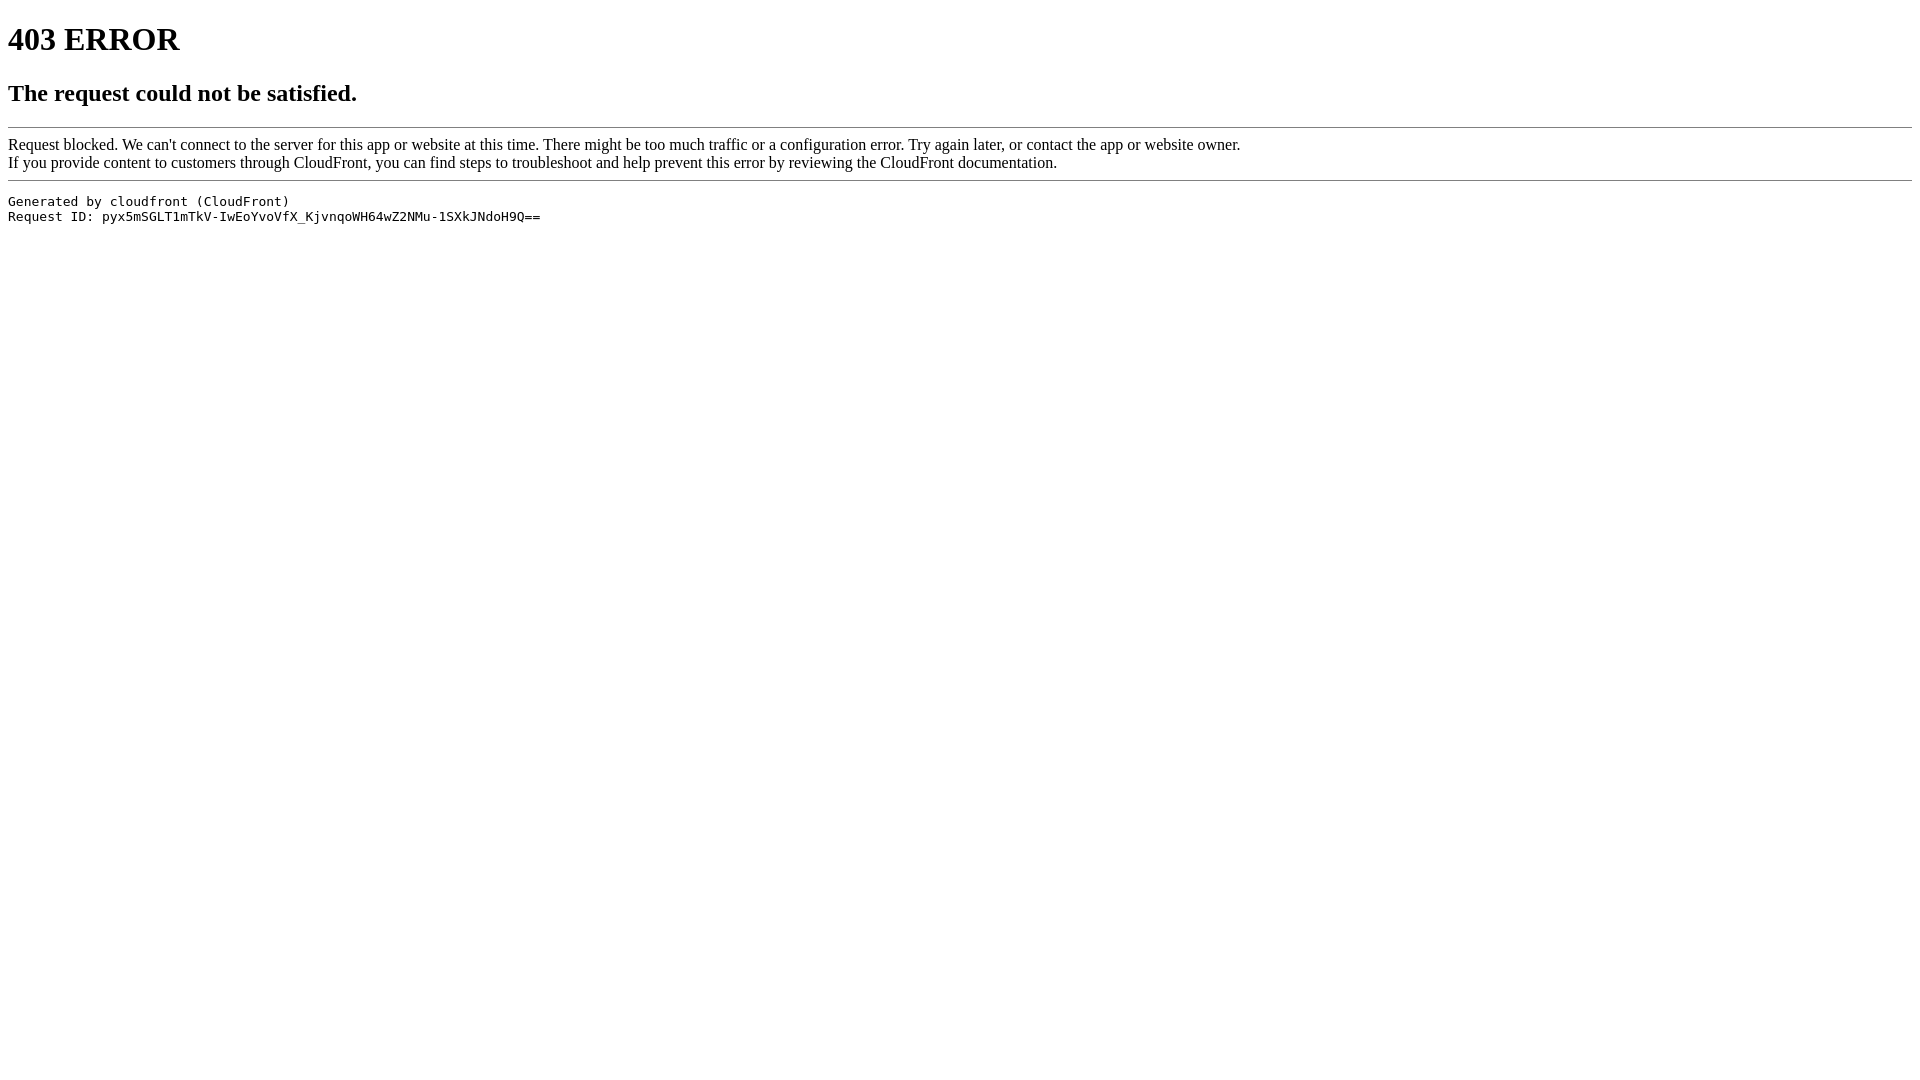 403 ERROR
The request could not be satisfied.
Request blocked. We can't connect to the server for this app or website at this time. There might be too much traffic or a configuration error. Try again later, or contact the app or website owner.
If you provide content to customers through CloudFront, you can find steps to troubleshoot and help prevent this error by reviewing the CloudFront documentation.
Generated by cloudfront (CloudFront)
Request ID: pyx5mSGLT1mTkV-IwEoYvoVfX_KjvnqoWH64wZ2NMu-1SXkJNdoH9Q==